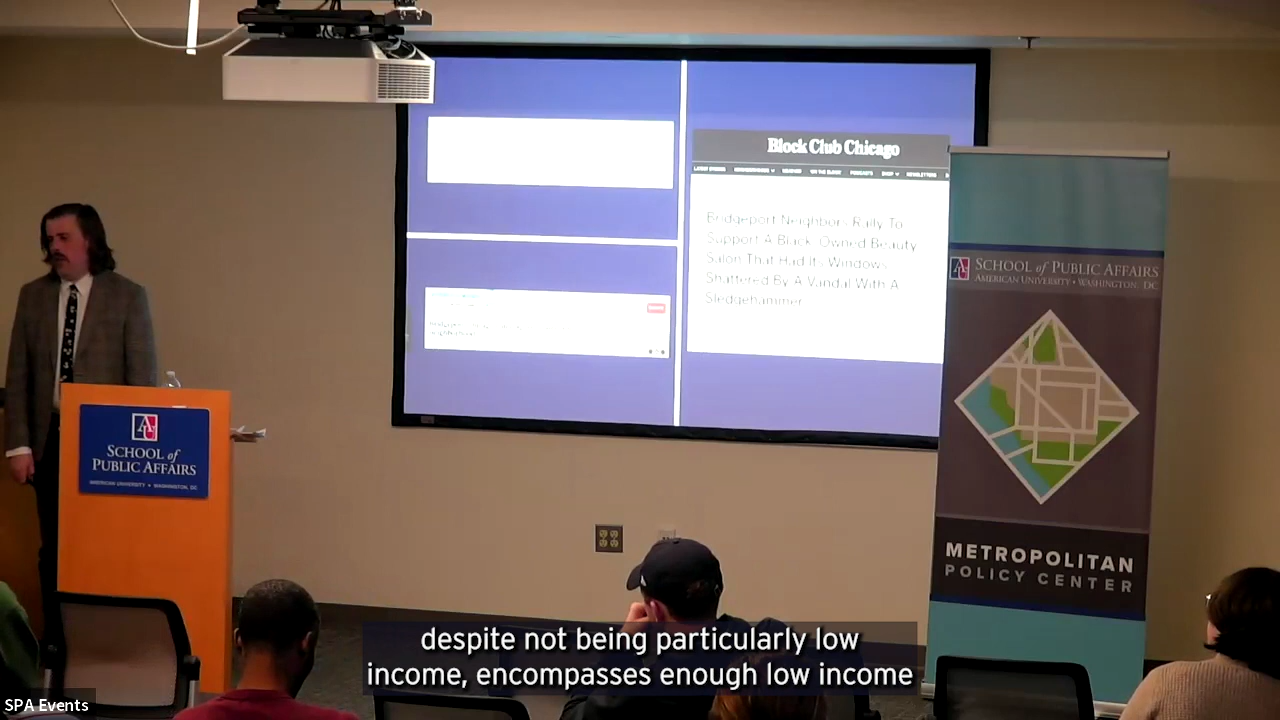 Block Club Chicago
Bridgeport Neighbors Rally To
Support A Black-Owned Beauty
Salon That Had Its Windows
Shattered By A Vandal With A
Sledgehammer
SCHOOL of PUBLIC AFFAIRS
AMERICAN UNIVERSITY • WASHINGTON, DC
METROPOLITAN
POLICY CENTER
SCHOOL of
PUBLIC AFFAIRS
AMERICAN UNIVERSITY • WASHINGTON, DC
despite not being particularly low
income, encompasses enough low income
SPA Events